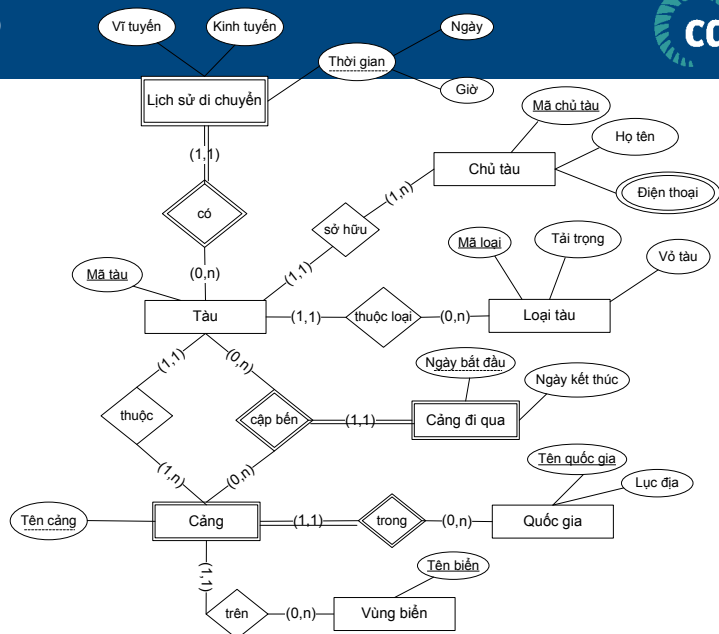 Vĩ tuyến
Kinh tuyến
Ngày
Thời gian
Giờ
Lịch sử di chuyển
(1,1)
có
(0,n)
Mã chủ tàu
Họ tên
Điện thoại
Chủ tàu
(1,n)
sở hữu
(1,1)
Mã tàu
Tàu
(1,1)
thuộc loại
(0,n)
Loại tàu
Mã loại
Tải trọng
Vỏ tàu
(1,1)
thuộc
(1,n)
(0,n)
cập bến
(0,n)
(1,1)
Cảng đi qua
Ngày bắt đầu
Ngày kết thúc
Tên cảng
Cảng
(1,1)
trong
(0,n)
Quốc gia
Tên quốc gia
Lục địa
(1,1)
trên
(0,n)
Vùng biển
Tên biển